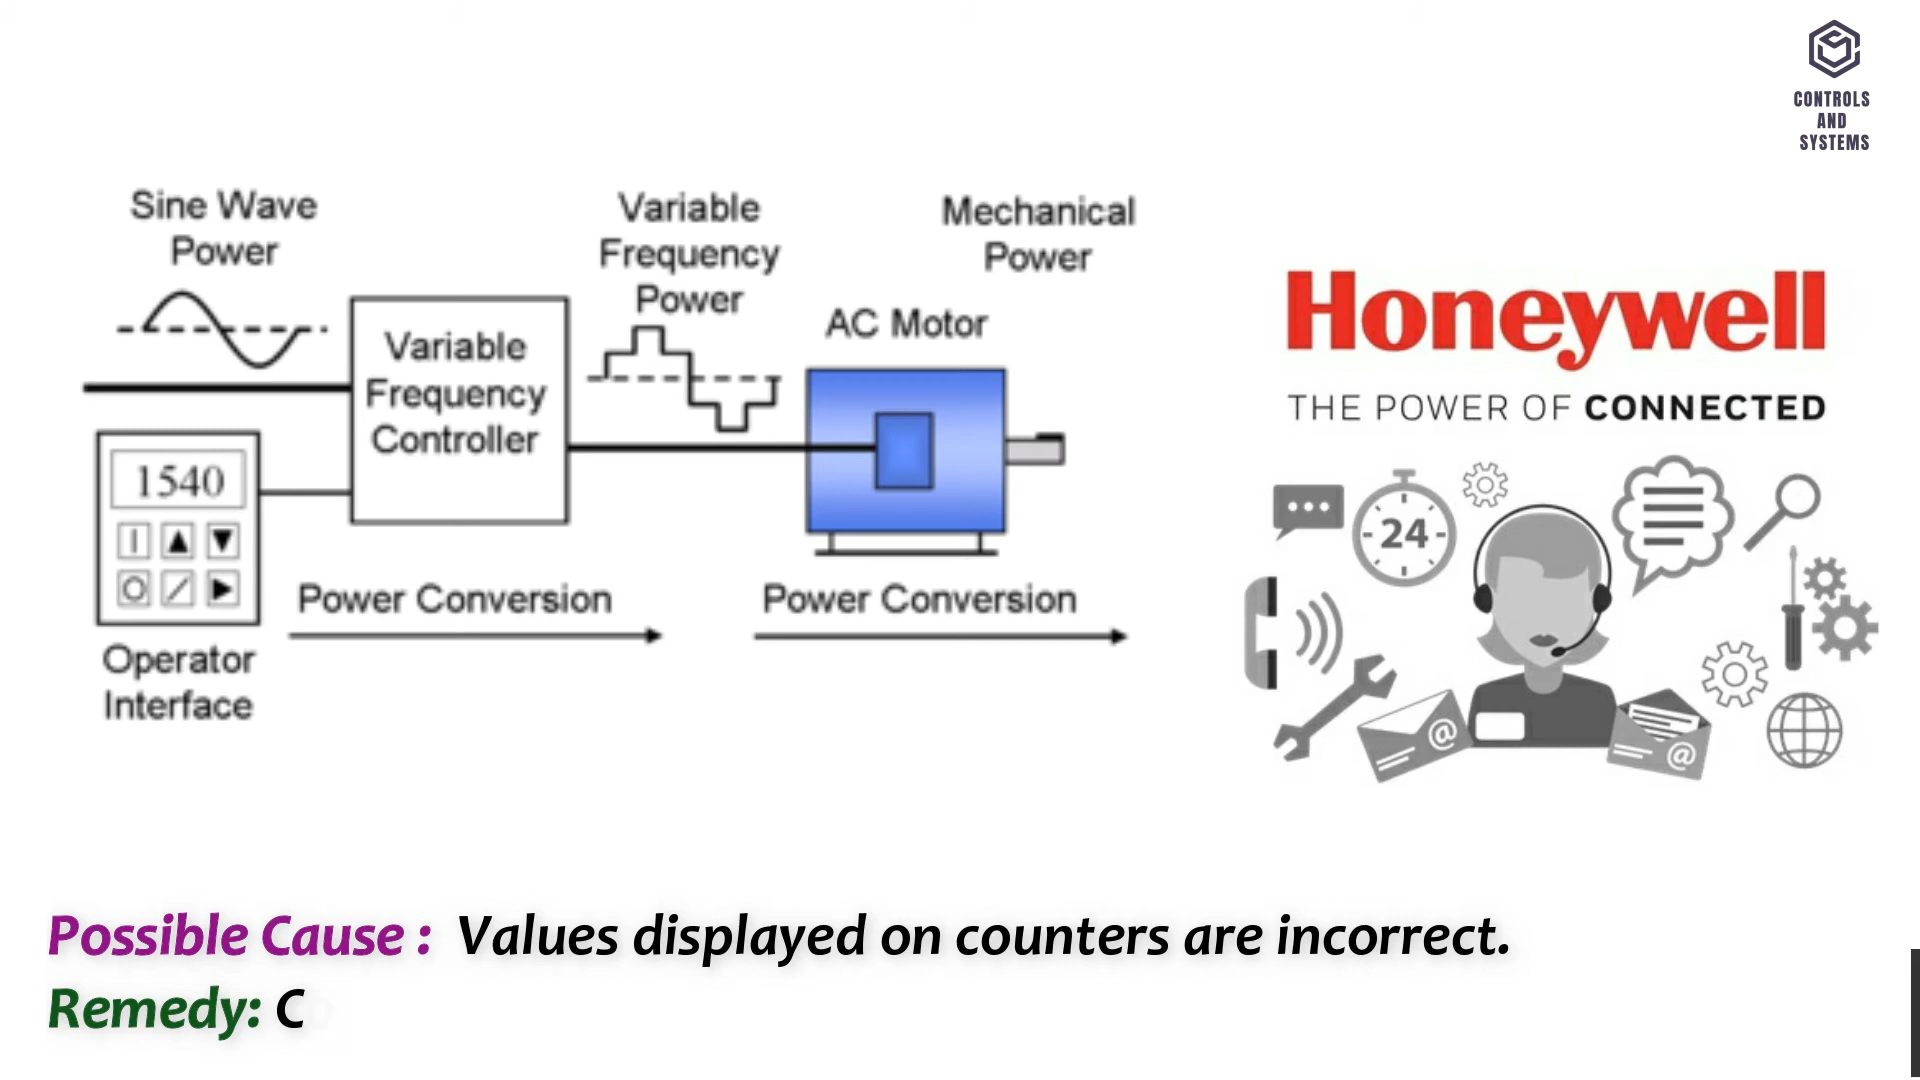 CONTROLS
AND
SYSTEMS
Sine Wave
Power
Variable
Frequency
Power
Mechanical
Power
AC Motor
Variable
Frequency
Controller
1540
Operator
Interface
Power Conversion
Power Conversion
Honeywell
THE POWER OF CONNECTED
24
@
@
Possible Cause : Values displayed on counters are incorrect.
Remedy: Co